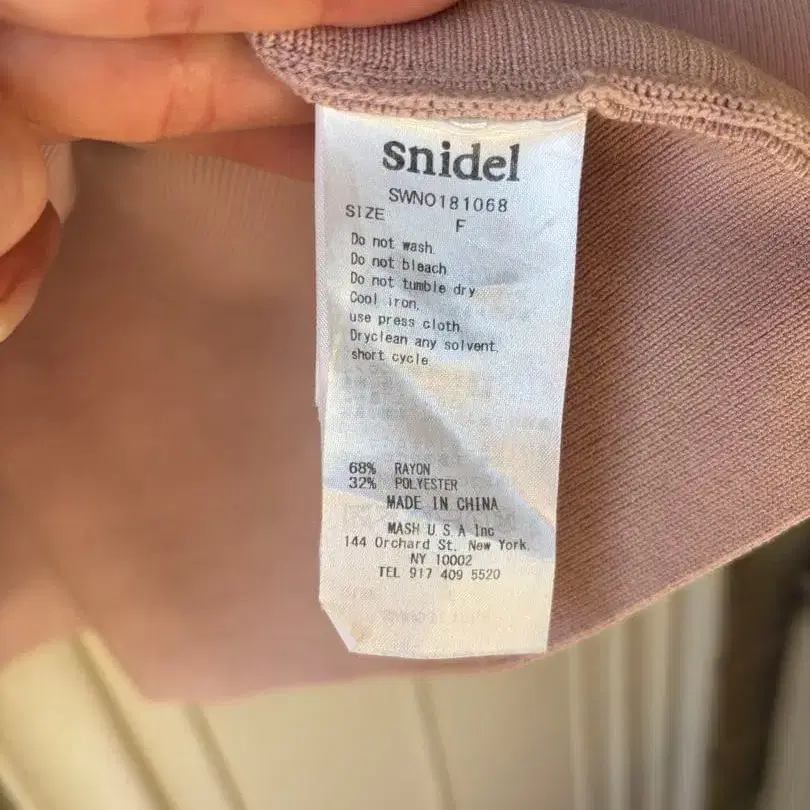 snidel
SWNO181068
SIZE
F
Do not wash.
Do not bleach
Do not tumble dry
Cool iron.
use press cloth.
Dryclean any solvent.
short cycle
68% RAYON
32% POLYESTER
MADE IN CHINA
MASH U.S.A Inc
144 Orchard St. New York,
NY 10002
TEL 917 409 5520